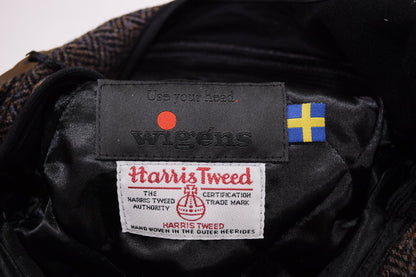 Use your head
wigéns
Harris Tweed
THE CERTIFICATION
HARRIS TWEED TRADE MARK
AUTHORITY
HARRIS TWEED
HAND WOVEN IN THE OUTER HEBRIDES